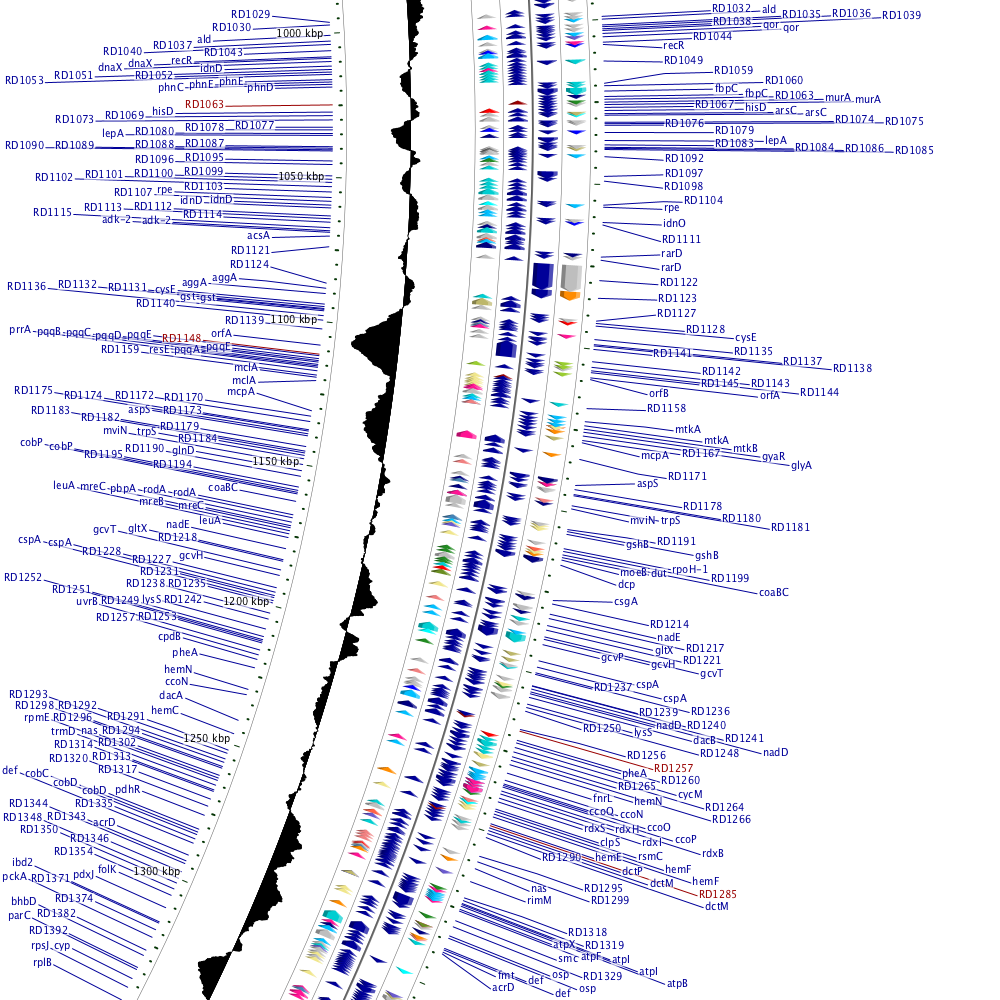 RD1029
RD1030
1000 kbp
ald
RD1037
RD1040
RD1043
recR
dnaX
dnaX
idnD
RD1051
RD1052
RD1053
phnC
phnE
phnE
phnD
RD1063
hisD
RD1069
RD1073
RD1077
RD1078
RD1080
lepA
RD1087
RD1088
RD1089
RD1090
RD1095
RD1096
RD1099
RD1100
RD1101
RD1102
1050 kbp
RD1103
rpe
RD1107
idnD
idnD
RD1112
RD1113
RD1115
RD1114
adk-2
adk-2
acsA
RD1121
RD1124
aggA
aggA
cysE
RD1131
RD1132
RD1136
gst
gst
RD1140
RD1139
1100 kbp
prrA
pqqB
pqqC
pqqD
pqqE
RD1148
orfA
RD1159
resE
pqqA
pqqE
mclA
mclA
mcpA
RD1175
RD1174
RD1172
RD1170
RD1183
aspS
RD1173
RD1182
RD1179
mviN
trpS
RD1184
cobP
cobP
RD1190
glnD
RD1195
RD1194
1150 kbp
leuA
mreC
pbpA
rodA
rodA
coaBC
mreB
mreC
leuA
gcvT
gltX
nadE
RD1218
cspA
cspA
RD1228
RD1227
gcvH
RD1231
RD1252
RD1238
RD1235
RD1251
uvrB
RD1249
lysS
RD1242
1200 kbp
RD1257
RD1253
cpdB
pheA
hemN
ccoN
dacA
hemC
RD1293
RD1298
RD1292
rpmE
RD1296
RD1291
trmD
nas
RD1294
1250 kbp
RD1314
RD1302
RD1320
RD1313
def
cobC
RD1317
cobD
cobD
pdhR
RD1344
RD1335
RD1348
RD1343
acrD
RD1350
RD1346
RD1354
ibd2
folK
1300 kbp
pckA
RD1371
pdxJ
bhbD
RD1374
parC
RD1382
RD1392
rpsJ
cyp
rplB
RD1032
ald
RD1035
RD1036
RD1039
RD1038
qor
qor
RD1044
recR
RD1049
RD1059
RD1060
fbpC
fbpC
RD1063
murA
murA
RD1067
hisD
arsC
arsC
RD1076
RD1074
RD1075
RD1079
RD1083
lepA
RD1084
RD1086
RD1085
RD1092
RD1097
RD1098
RD1104
rpe
idnO
RD1111
rarD
rarD
RD1122
RD1123
RD1127
RD1128
cysE
RD1141
RD1135
RD1137
RD1138
RD1142
RD1145
RD1143
RD1144
orfB
orfA
RD1158
mtkA
mtkA
mtkB
mcpA
RD1167
gyaR
glyA
RD1171
aspS
RD1178
mviN
trpS
RD1180
RD1181
gshB
RD1191
gshB
moeB
dut
rpoH-1
RD1199
dcp
coaBC
csgA
RD1214
nadE
gltX
RD1217
gcvP
gcvH
RD1221
gcvT
RD1237
cspA
cspA
RD1239
RD1236
RD1250
lysS
nadD
RD1240
dacB
RD1241
RD1248
nadD
RD1256
RD1257
pheA
RD1260
RD1265
cycM
fnrL
hemN
RD1264
ccoQ
ccoN
RD1266
rdxS
rdxH
ccoO
clpS
rdxI
ccoP
RD1290
hemE
rsmC
rdxB
dctP
hemF
dctM
hemF
RD1285
nas
RD1295
rimM
RD1299
dctM
RD1318
atpX
RD1319
smc
atpF
atpI
atpI
fmt
def
osp
RD1329
atpB
acrD
def
osp